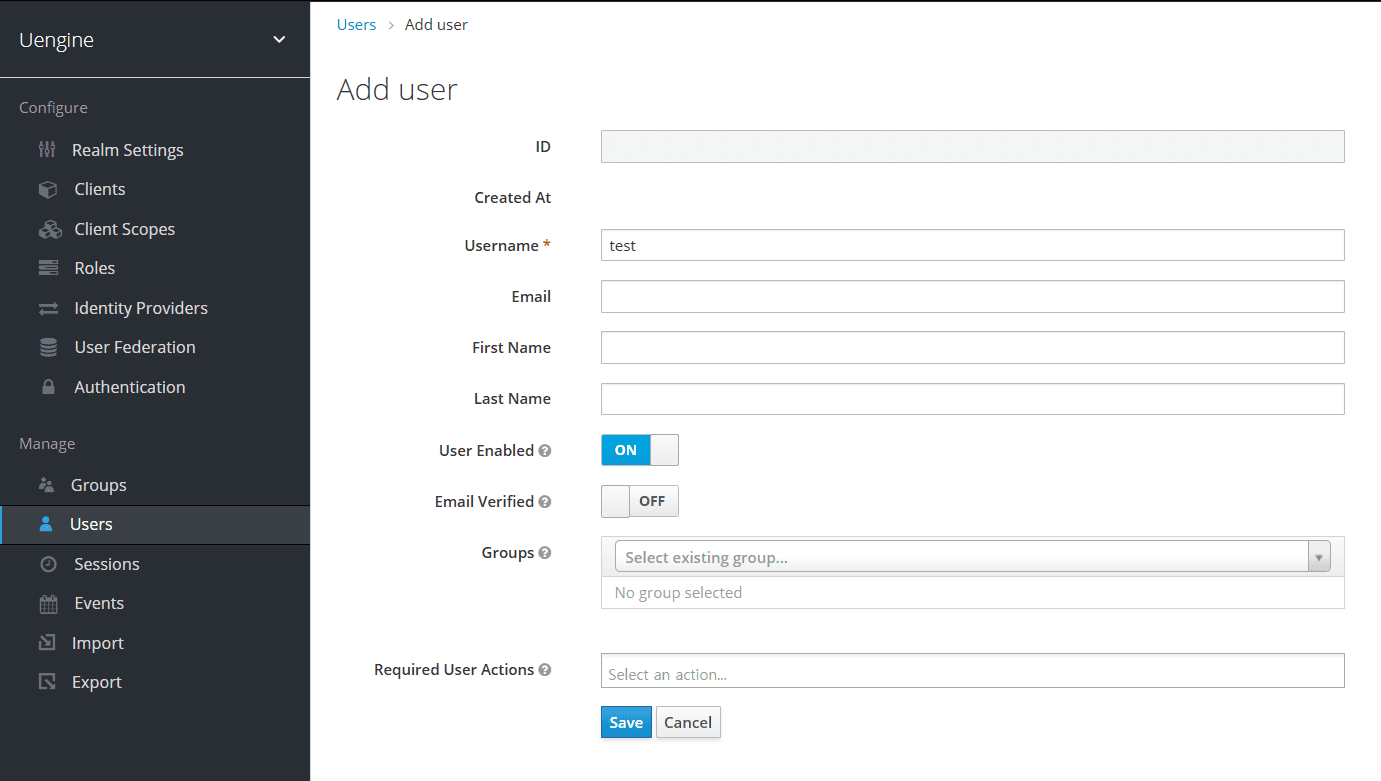 Uengine
Configure
Realm Settings
Clients
Client Scopes
Roles
Identity Providers
User Federation
Authentication
Manage
Groups
Users
Sessions
Events
Import
Export
Users > Add user
Add user
ID
Created At
Username * test
Email
First Name
Last Name
User Enabled ON
Email Verified OFF
Groups Select existing group...
No group selected
Required User Actions Select an action...
Save Cancel